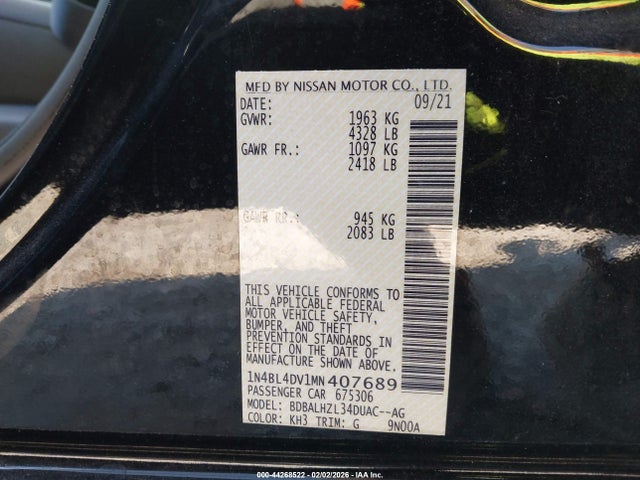 MFD BY NISSAN MOTOR CO., LTD.
DATE: 09/21
GVWR: 1963 KG
4328 LB
GAWR FR.: 1097 KG
2418 LB
GAWR RR.: 945 KG
2083 LB
THIS VEHICLE CONFORMS TO
ALL APPLICABLE FEDERAL
MOTOR VEHICLE SAFETY,
BUMPER, AND THEFT
PREVENTION STANDARDS
IN EFFECT ON THE DATE OF
MANUFACTURE SHOWN ABOVE.
1N4BL4DV1MN407689
PASSENGER CAR 675306
MODEL: BDBALHZL34DUAC--AG
COLOR: KH3 TRIM: G 9N00A
000-44268522 - 02/02/2026 - IAA Inc.